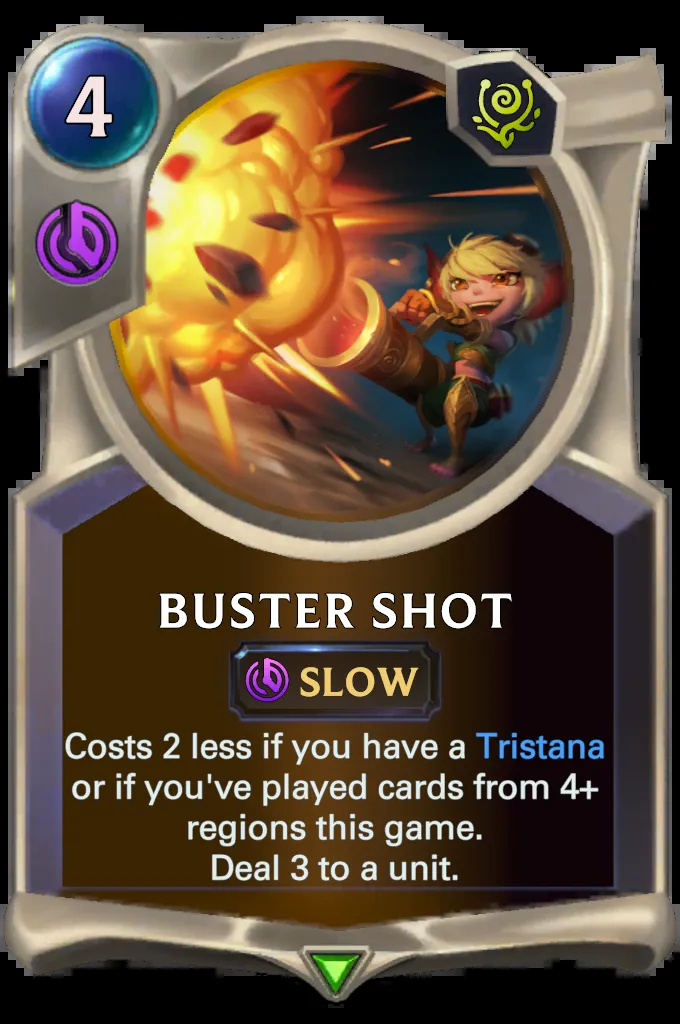 4
BUSTER SHOT
SLOW
Costs 2 less if you have a Tristana
or if you've played cards from 4+
regions this game.
Deal 3 to a unit.